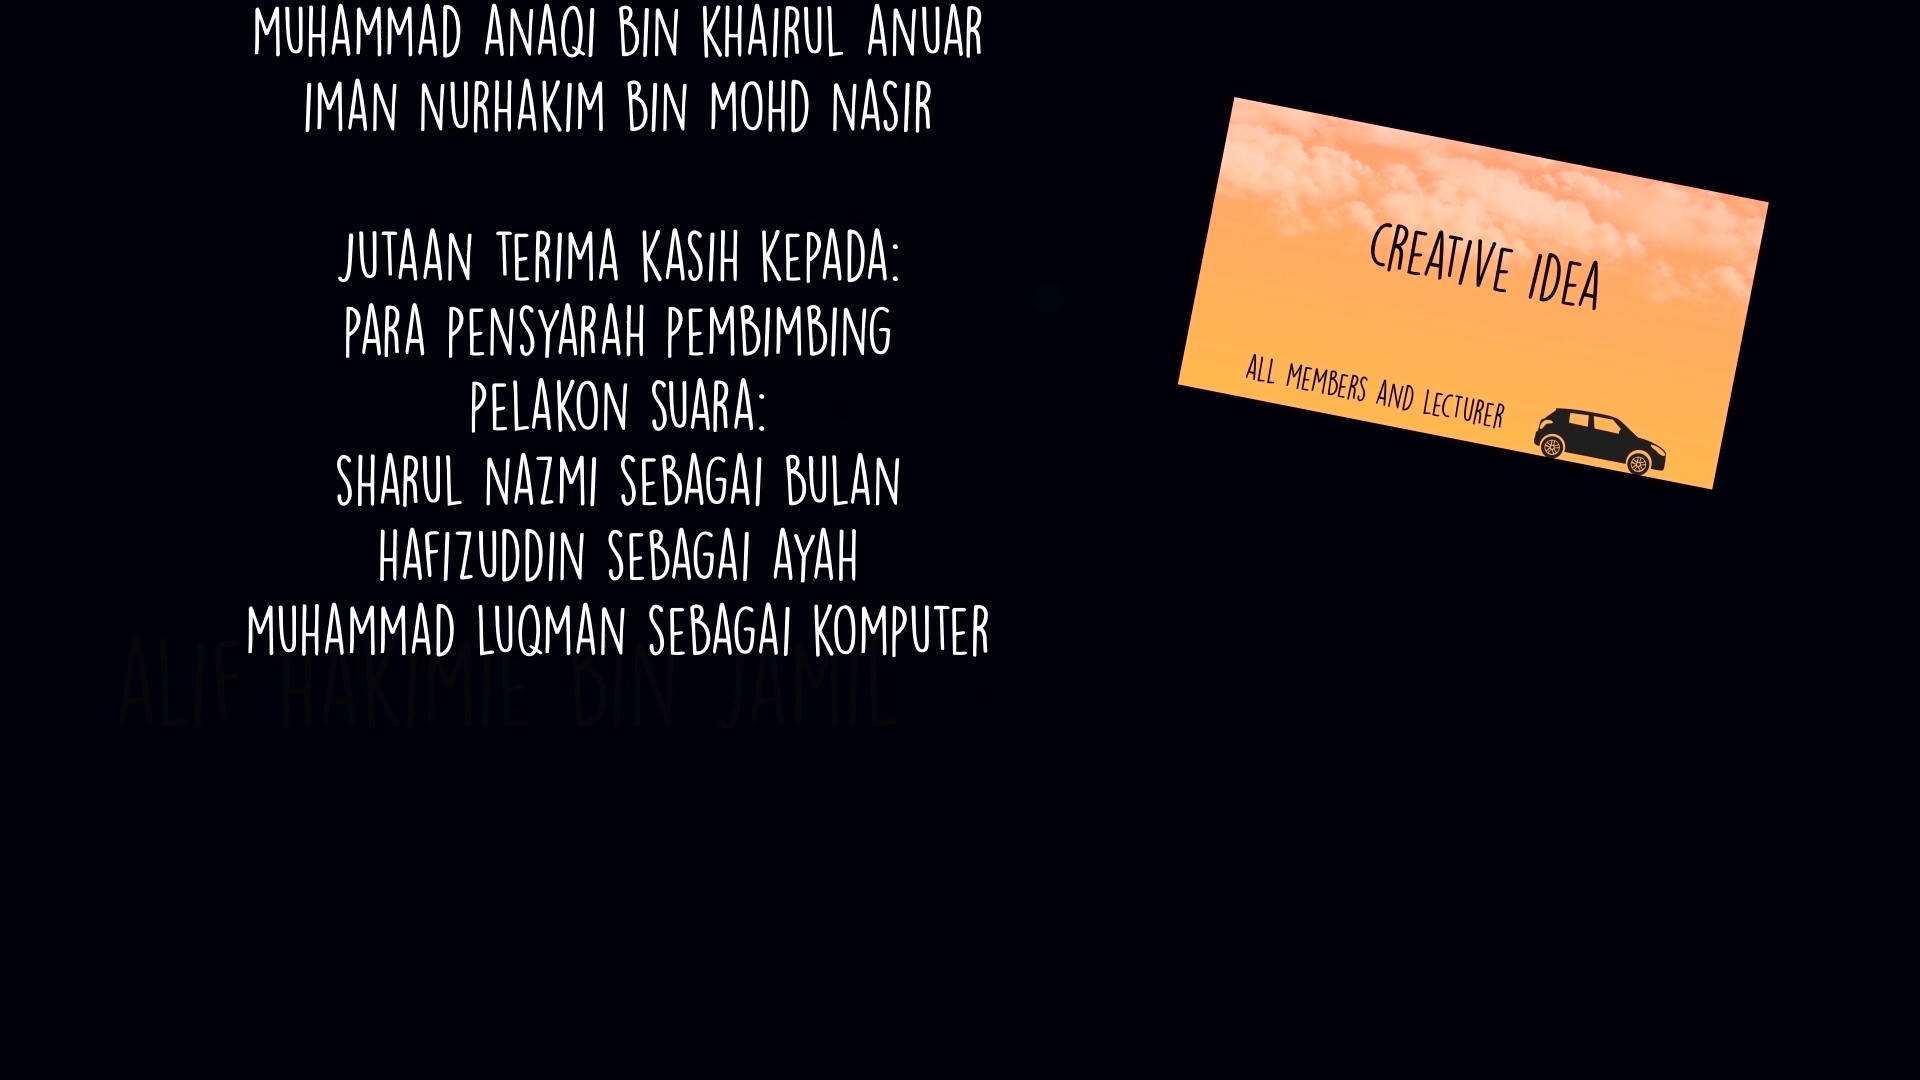 MUHAMMAD ANAQI BIN KHAIRUL ANUAR
IMAN NURHAKIM BIN MOHD NASIR
JUTAAN TERIMA KASIH KEPADA:
PARA PENSYARAH PEMBIMBING
PELAKON SUARA:
SHARUL NAZMI SEBAGAI BULAN
HAFIZUDDIN SEBAGAI AYAH
MUHAMMAD LUQMAN SEBAGAI KOMPUTER
ALIF HAKIMIE BIN JAMIL
CREATIVE IDEA
ALL MEMBERS AND LECTURER